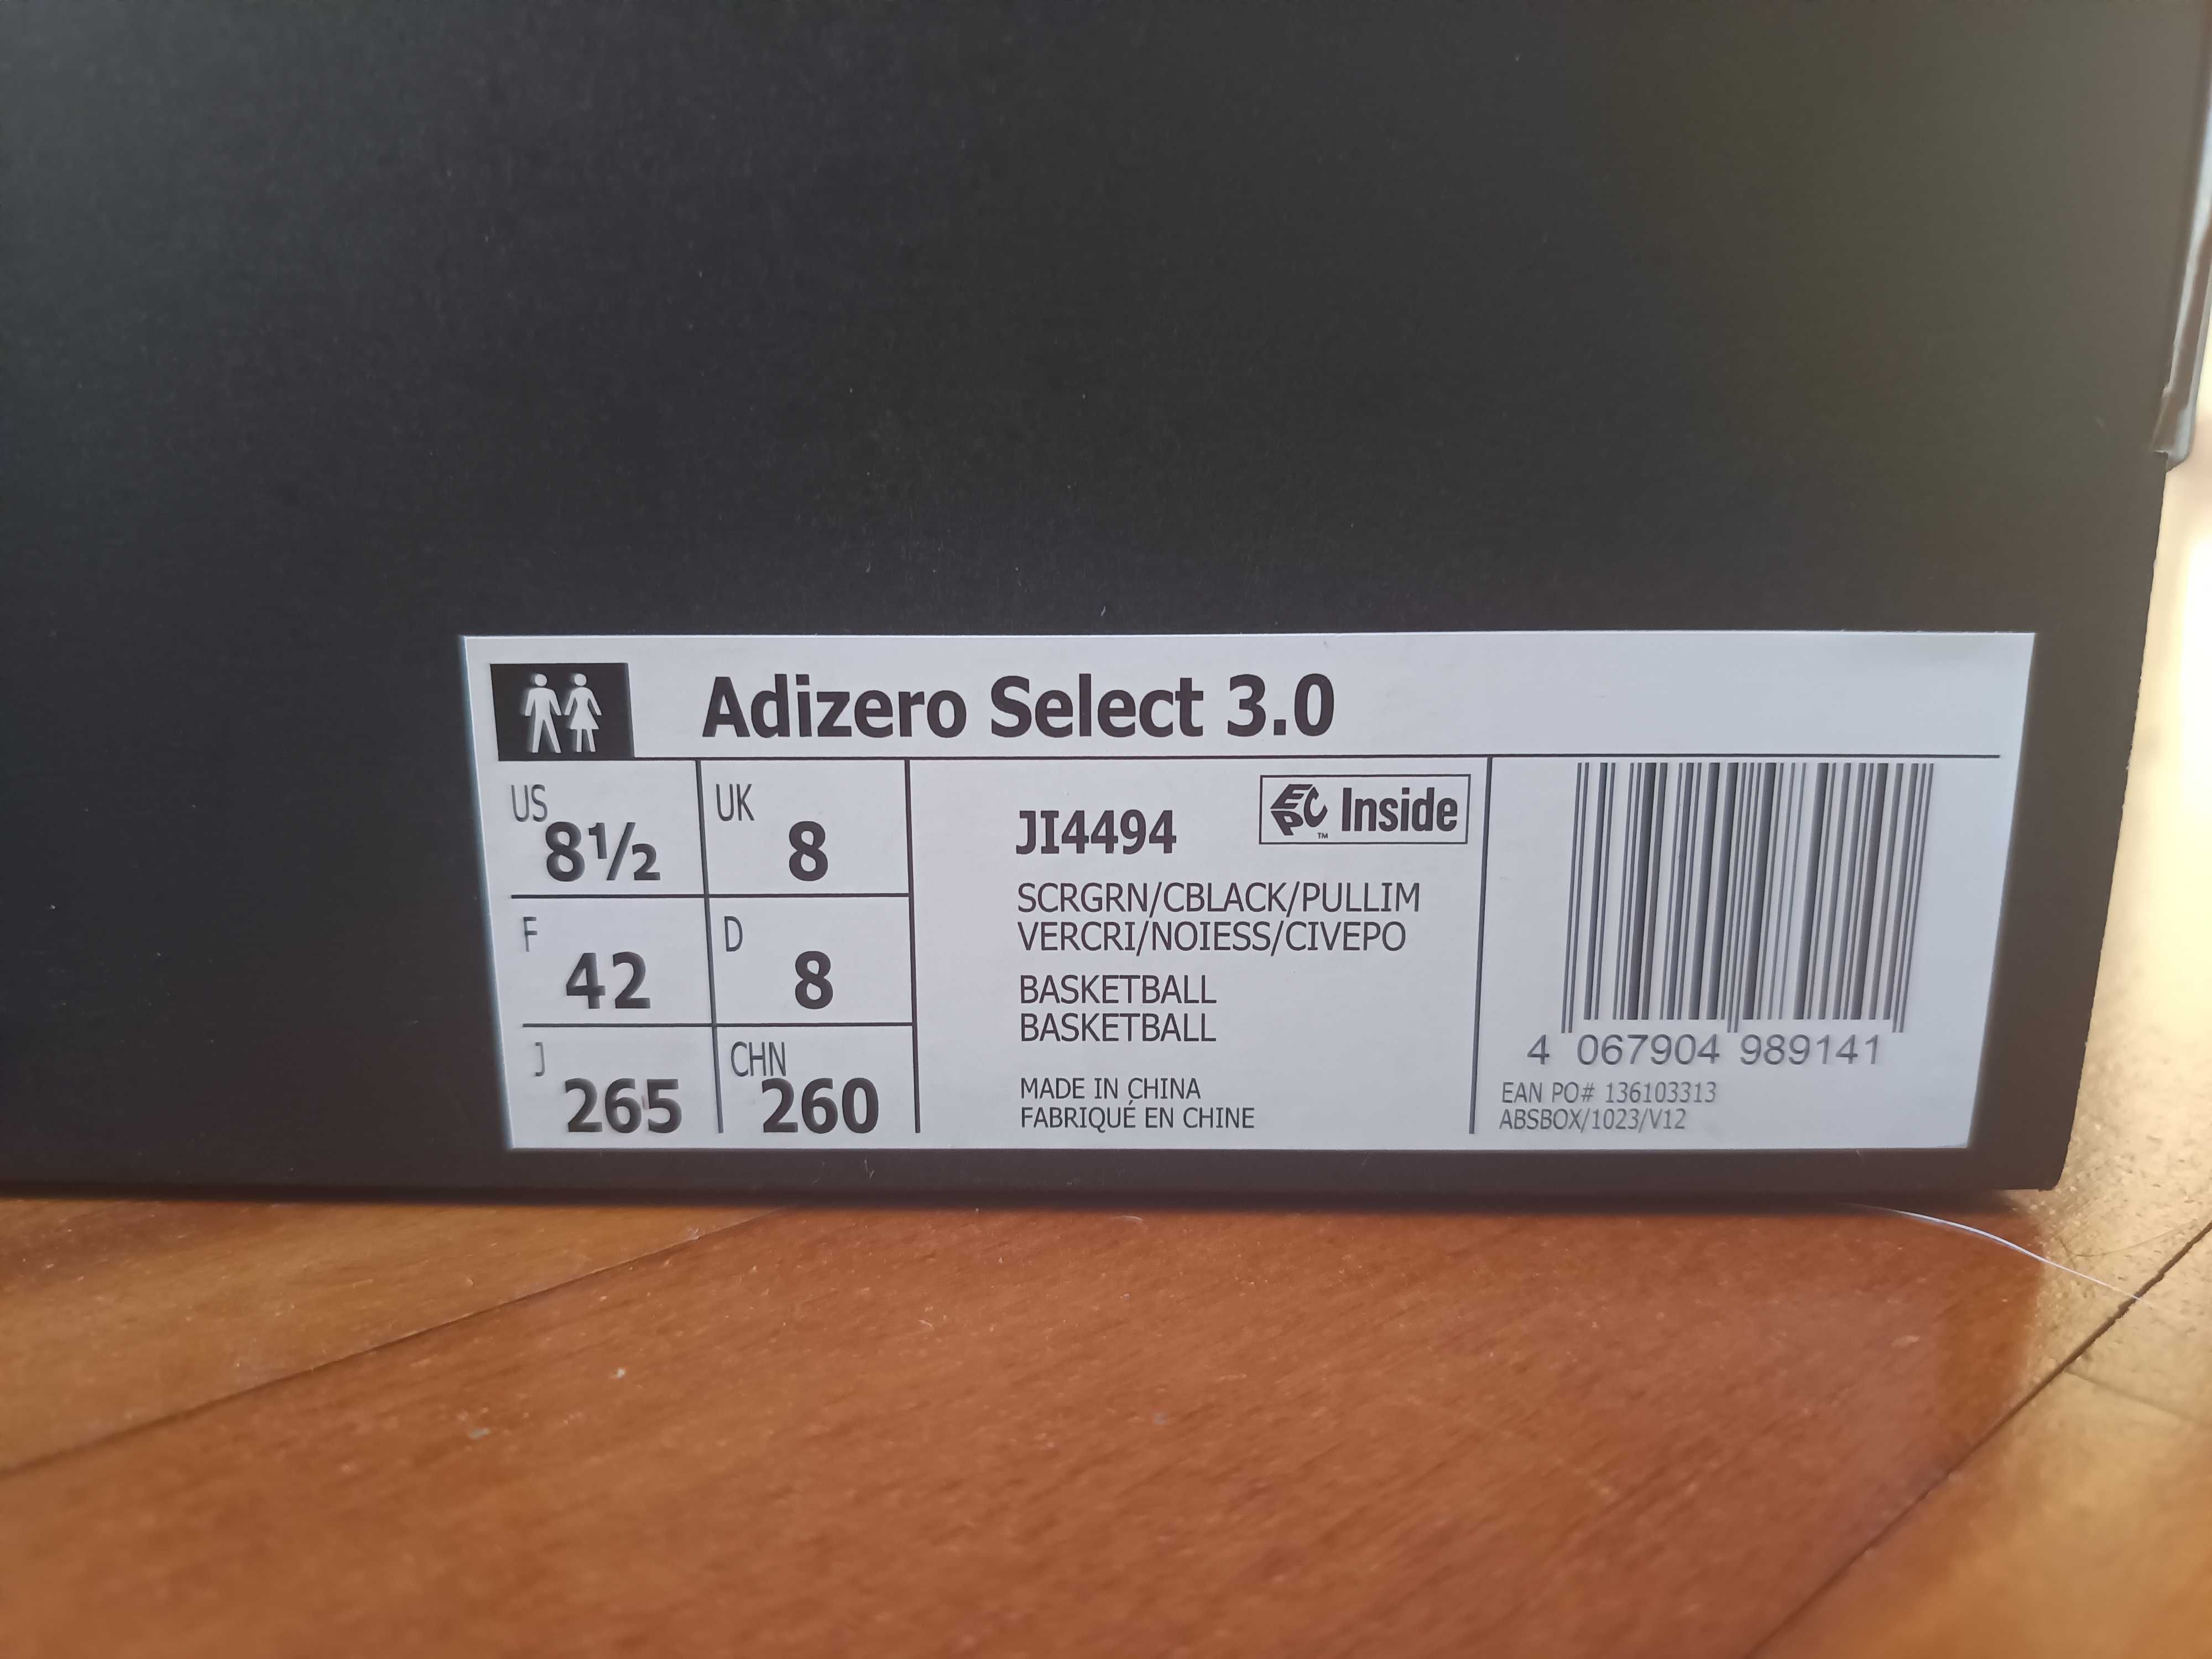 Adizero Select 3.0
US 8½ UK 8
F 42 D 8
J 265 CHN 260
JI4494
EPC Inside
™
SCRGRN/CBLACK/PULLIM
VERCRI/NOIESS/CIVEPO
BASKETBALL
BASKETBALL
MADE IN CHINA
FABRIQUÉ EN CHINE
4 067904 989141
EAN PO# 136103313
ABSBOX/1023/V12